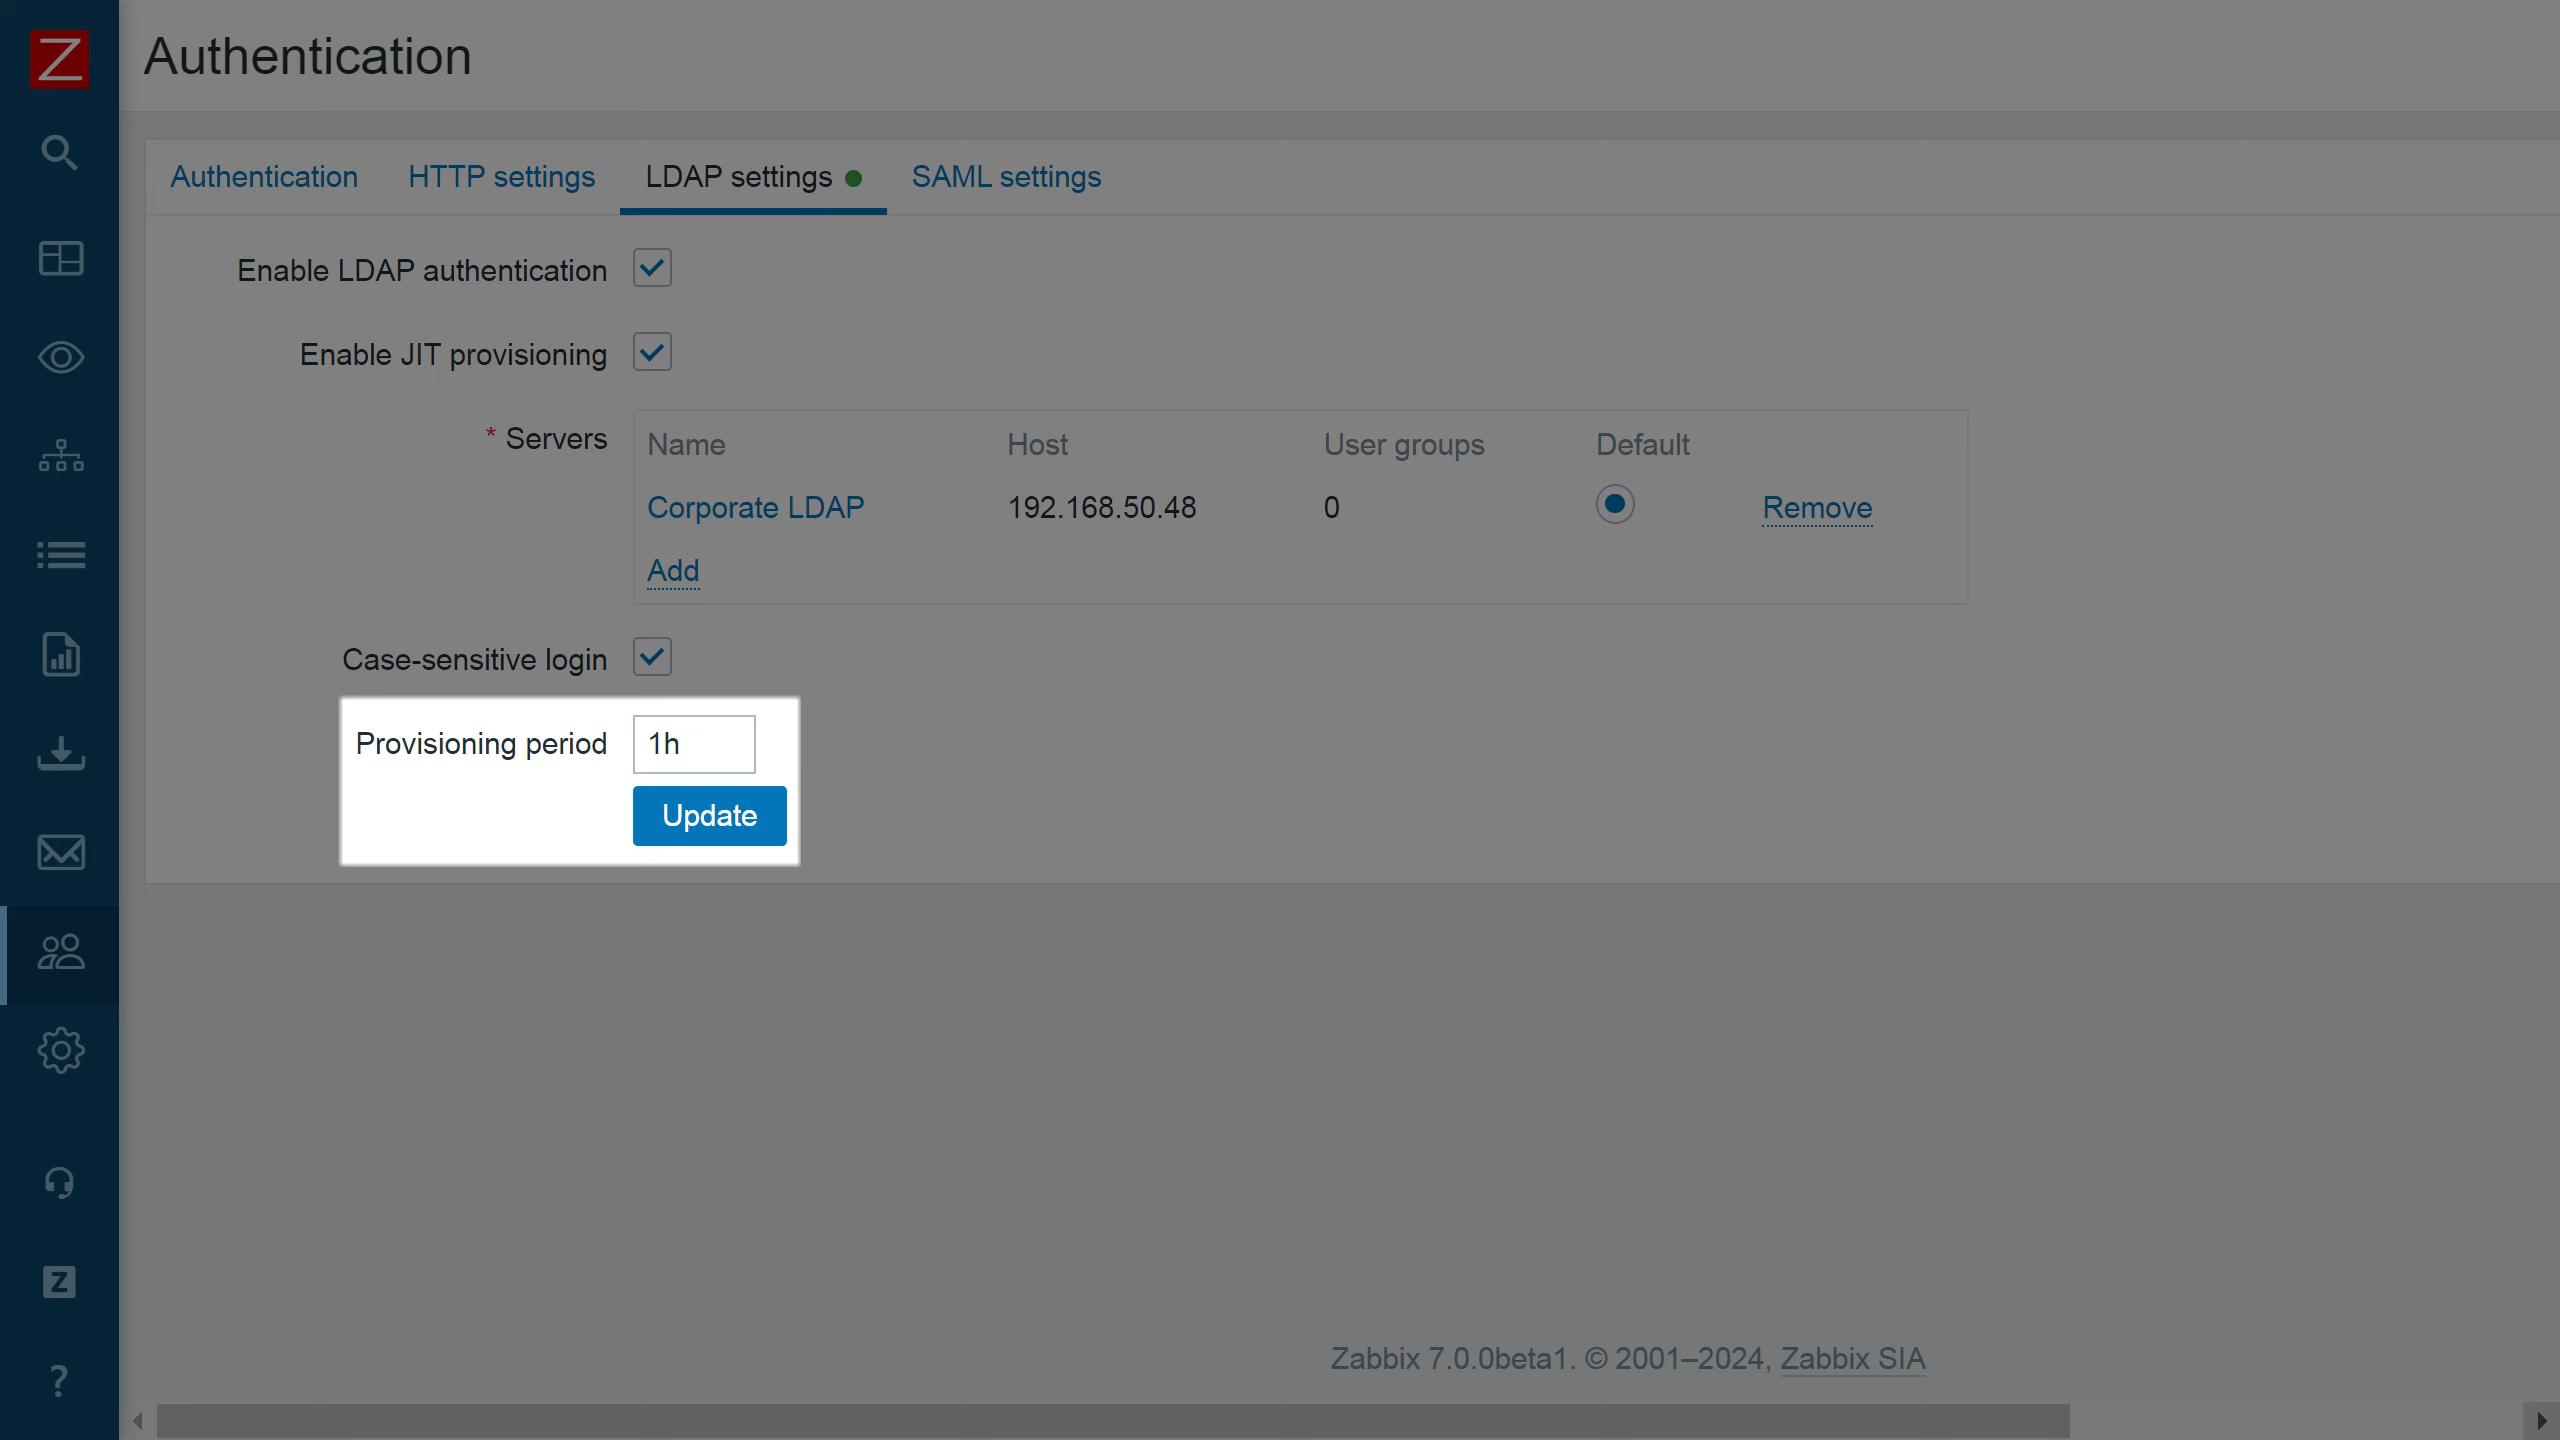 Z
Authentication
Authentication HTTP settings LDAP settings SAML settings
Enable LDAP authentication
Enable JIT provisioning
* Servers Name Host User groups Default
Corporate LDAP 192.168.50.48 0 Remove
Add
Case-sensitive login
Provisioning period 1h
Update
Z
?
Zabbix 7.0.0beta1. © 2001–2024, Zabbix SIA